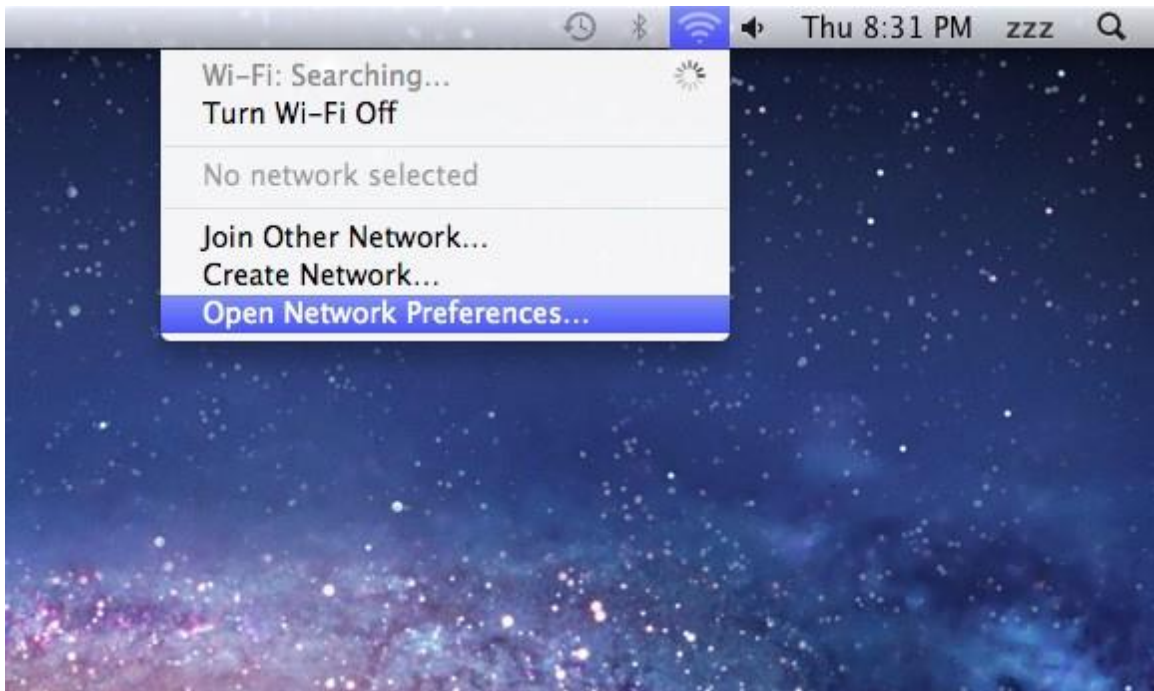 Thu 8:31 PM zzz
Wi-Fi: Searching...
Turn Wi-Fi Off
No network selected
Join Other Network...
Create Network...
Open Network Preferences...